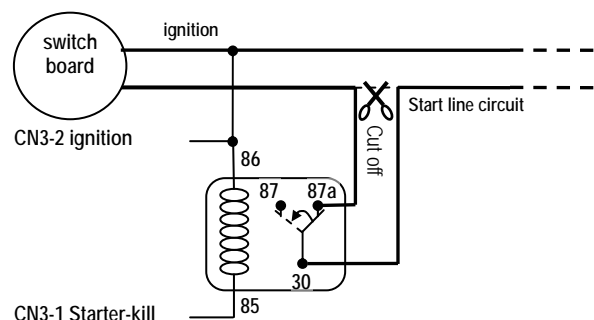 ignition
switch
board
Start line circuit
Cut off
CN3-2 ignition
86
87
87a
30
85
CN3-1 Starter-kill